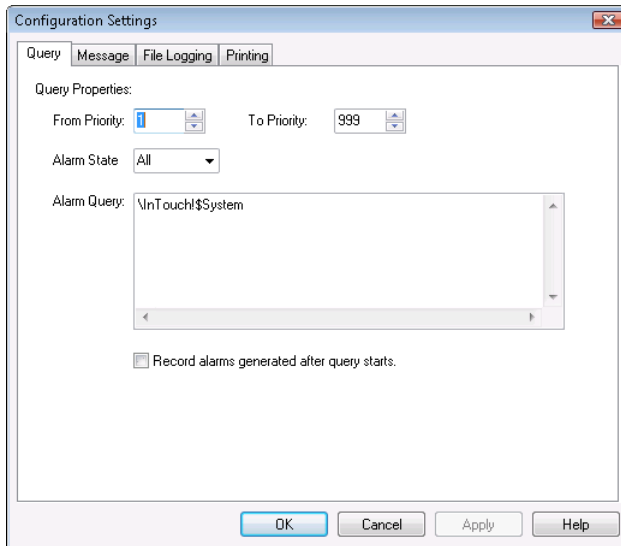 Configuration Settings
Query Message File Logging Printing
Query Properties:
From Priority: 1 To Priority: 999
Alarm State All
Alarm Query: \InTouch!$System
Record alarms generated after query starts.
OK Cancel Apply Help